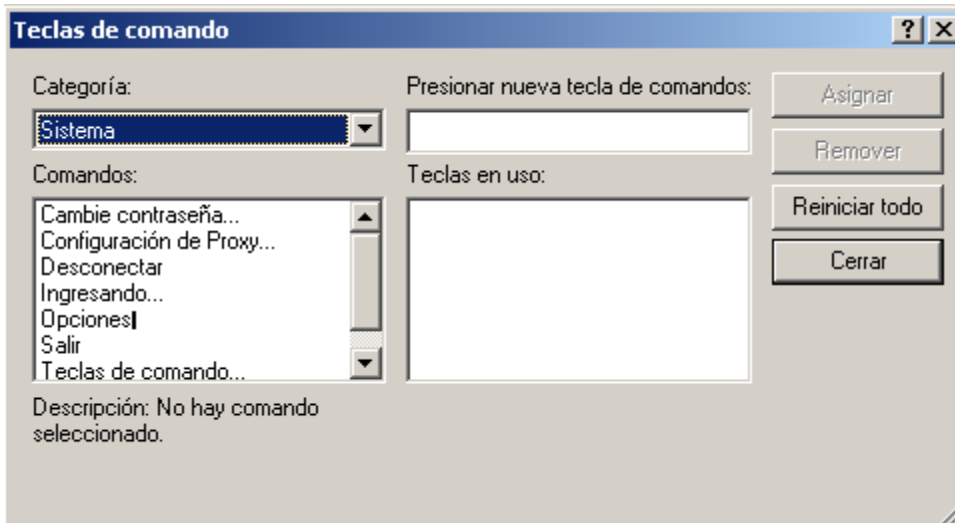 Teclas de comando
Categoría:
Sistema
Presionar nueva tecla de comandos:
Asignar
Remover
Comandos:
Teclas en uso:
Cambie contraseña...
Configuración de Proxy...
Desconectar
Ingresando...
Opciones
Salir
Teclas de comando...
Reiniciar todo
Cerrar
Descripción: No hay comando
seleccionado.